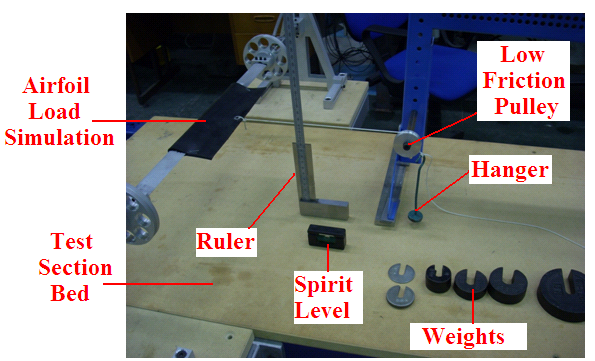 Airfoil
Load
Simulation
Low
Friction
Pulley
Hanger
Ruler
Test
Section
Bed
Spirit
Level
Weights